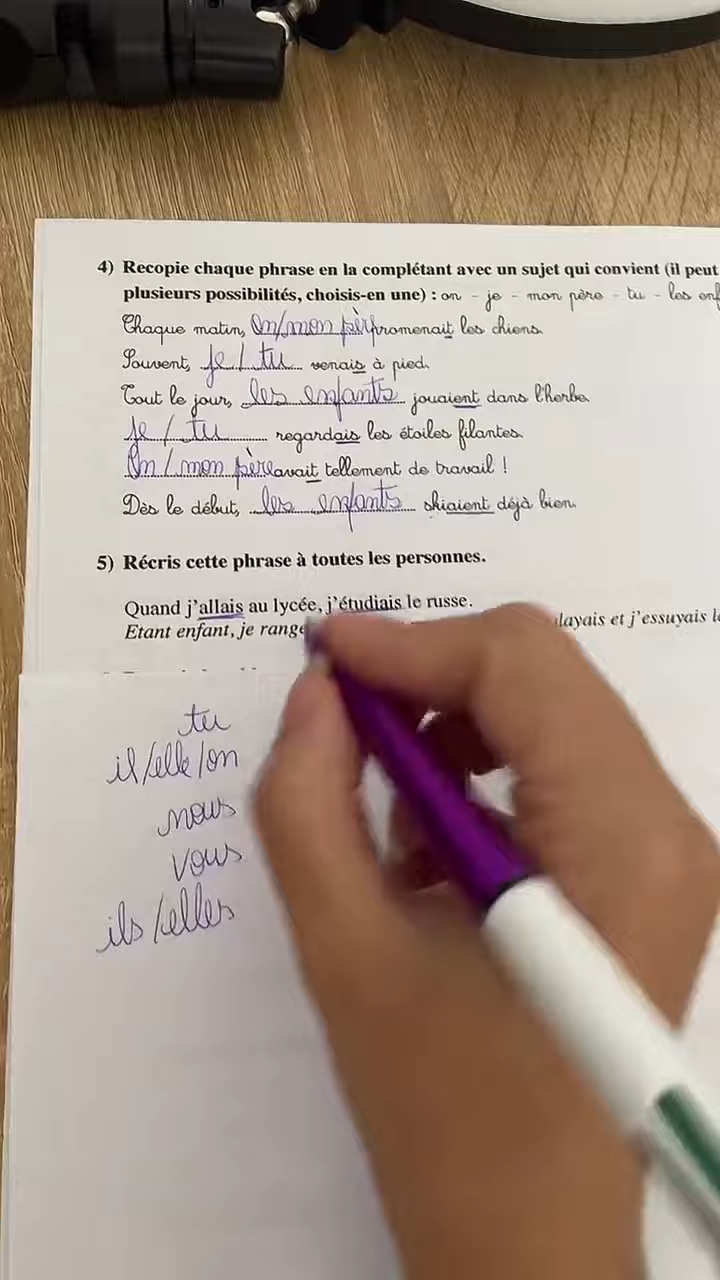 4) Recopie chaque phrase en la complétant avec un sujet qui convient (il peut
plusieurs possibilités, choisis-en une) : on - je - mon père - tu - les enf
Chaque matin, On/mon père promenait les chiens.
Souvent, je / tu venais à pied.
Tout le jour, les enfants jouaient dans l'herbe.
Je / tu regardais les étoiles filantes.
On / mon père avait tellement de travail !
Dès le début, les enfants skiaient déjà bien.
5) Récris cette phrase à toutes les personnes.
Quand j'allais au lycée, j'étudiais le russe.
Etant enfant, je range layais et j'essuyais l
tu
il/elle/on
nous
vous
ils/elles